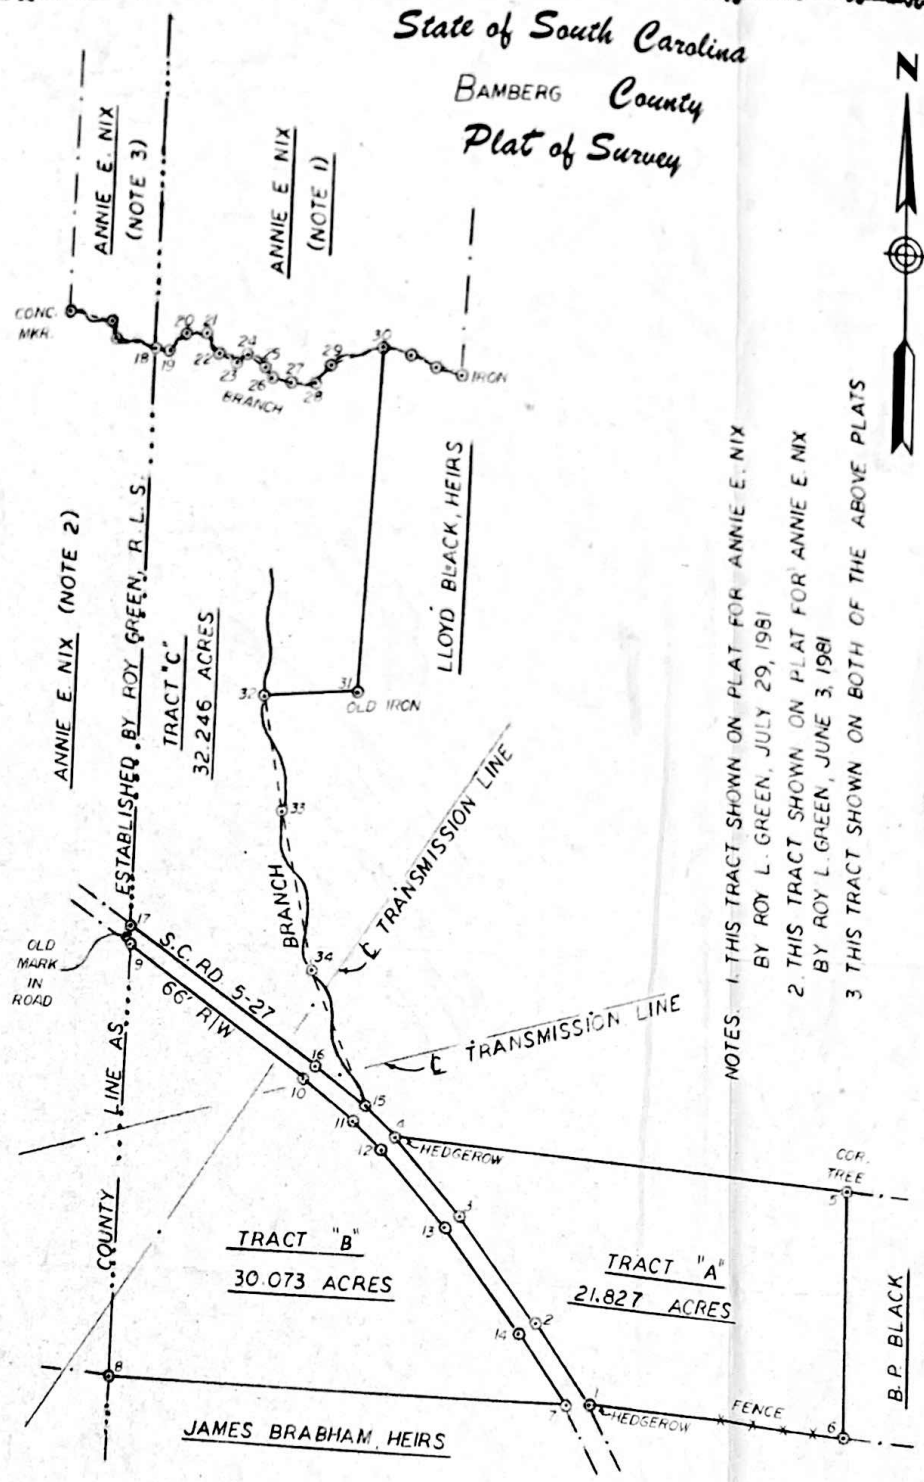 State of South Carolina
BAMBERG County
Plat of Survey
N
ANNIE E. NIX
(NOTE 3)
ANNIE E. NIX
(NOTE 1)
CONC.
MKR.
18
19
20
21
22
23
24
25
26
27
28
29
30
IRON
BRANCH
ANNIE E. NIX (NOTE 2)
COUNTY LINE AS ESTABLISHED BY ROY GREEN, R.L.S.
TRACT "C"
32.246 ACRES
LLOYD BLACK, HEIRS
32
31
OLD IRON
33
BRANCH
34
℄ TRANSMISSION LINE
℄ TRANSMISSION LINE
17
9
OLD
MARK
IN
ROAD
S.C. RD. 5-27
66' R/W
16
10
15
11
4
12
HEDGEROW
COR.
TREE
5
3
13
TRACT "B"
30.073 ACRES
TRACT "A"
21.827 ACRES
2
14
B.P. BLACK
8
7
1
HEDGEROW
FENCE
6
JAMES BRABHAM, HEIRS
NOTES. 1. THIS TRACT SHOWN ON PLAT FOR ANNIE E. NIX
BY ROY L. GREEN, JULY 29, 1981
2. THIS TRACT SHOWN ON PLAT FOR ANNIE E. NIX
BY ROY L. GREEN, JUNE 3, 1981
3 THIS TRACT SHOWN ON BOTH OF THE ABOVE PLATS